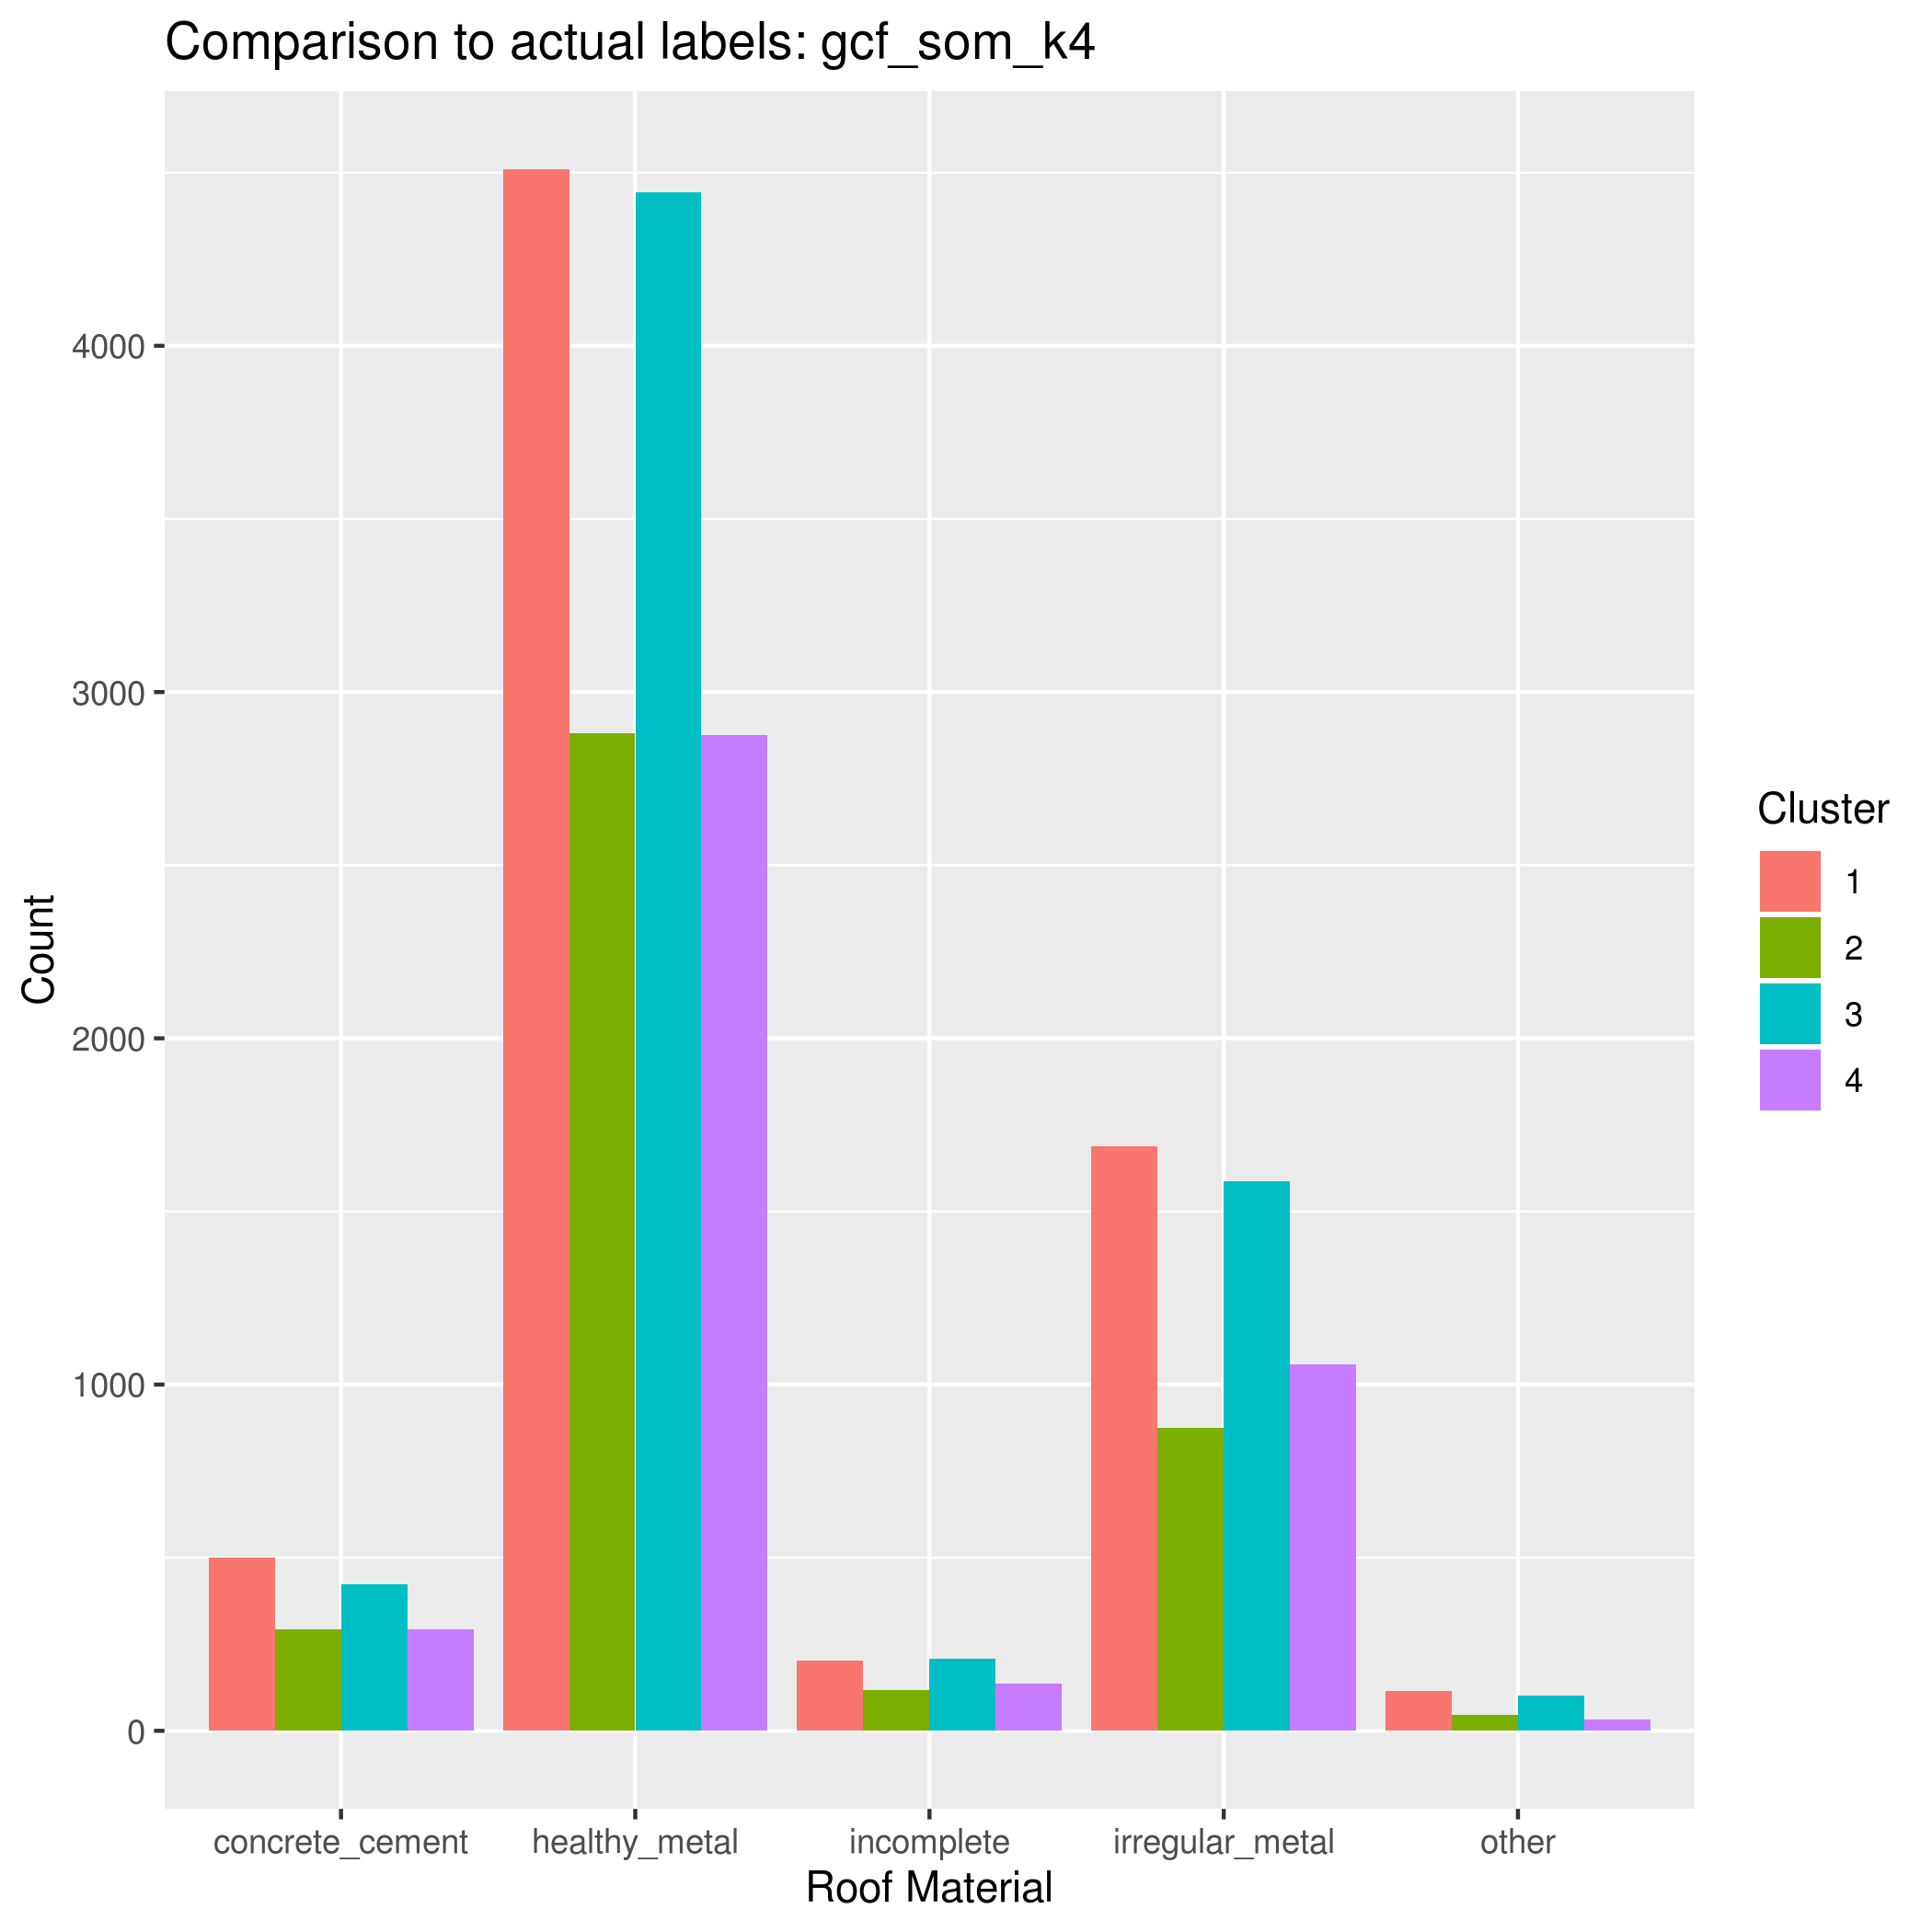 Comparison to actual labels: gcf_som_k4
4000
3000
2000
1000
0
Count
concrete_cement
healthy_metal
incomplete
irregular_metal
other
Roof Material
Cluster
1
2
3
4